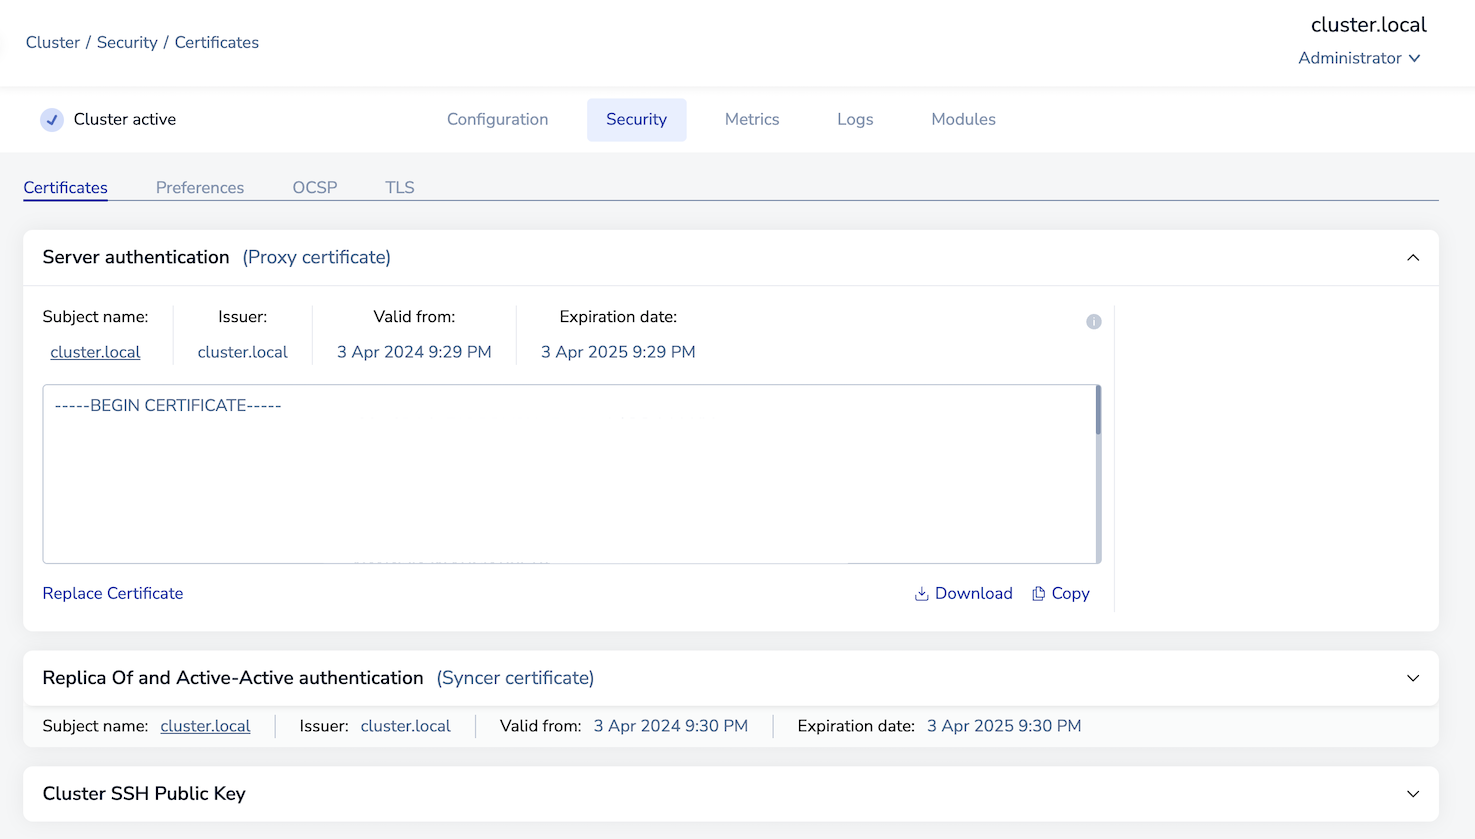 cluster.local
Cluster / Security / Certificates
Administrator
Cluster active
Configuration
Security
Metrics
Logs
Modules
Certificates
Preferences
OCSP
TLS
Server authentication (Proxy certificate)
Subject name:
Issuer:
Valid from:
Expiration date:
cluster.local
cluster.local
3 Apr 2024 9:29 PM
3 Apr 2025 9:29 PM
-----BEGIN CERTIFICATE-----
Replace Certificate
Download
Copy
Replica Of and Active-Active authentication (Syncer certificate)
Subject name: cluster.local
Issuer: cluster.local
Valid from: 3 Apr 2024 9:30 PM
Expiration date: 3 Apr 2025 9:30 PM
Cluster SSH Public Key